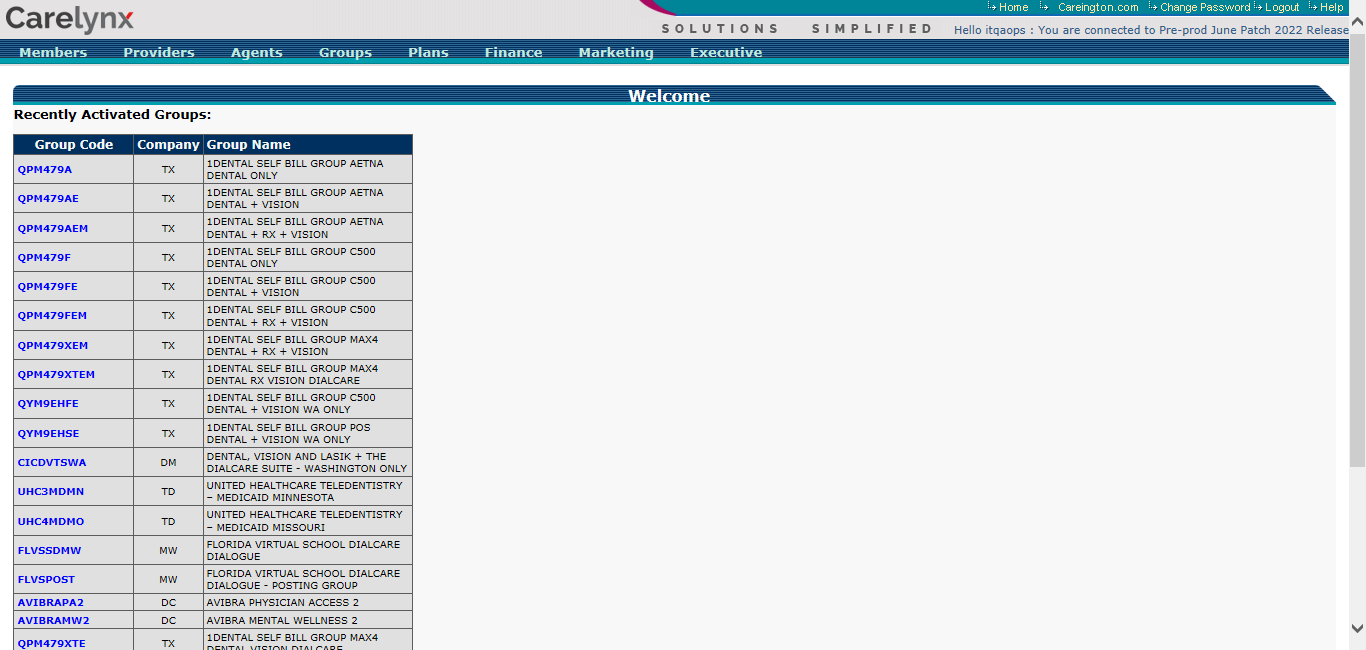 Carelynx
Home Careington.com Change Password Logout Help
SOLUTIONS SIMPLIFIED
Hello itqaops : You are connected to Pre-prod June Patch 2022 Release
Members Providers Agents Groups Plans Finance Marketing Executive
Welcome
Recently Activated Groups:
Group Code Company Group Name
QPM479A TX 1DENTAL SELF BILL GROUP AETNA
DENTAL ONLY
QPM479AE TX 1DENTAL SELF BILL GROUP AETNA
DENTAL + VISION
QPM479AEM TX 1DENTAL SELF BILL GROUP AETNA
DENTAL + RX + VISION
QPM479F TX 1DENTAL SELF BILL GROUP C500
DENTAL ONLY
QPM479FE TX 1DENTAL SELF BILL GROUP C500
DENTAL + VISION
QPM479FEM TX 1DENTAL SELF BILL GROUP C500
DENTAL + RX + VISION
QPM479XEM TX 1DENTAL SELF BILL GROUP MAX4
DENTAL + RX + VISION
QPM479XTEM TX 1DENTAL SELF BILL GROUP MAX4
DENTAL RX VISION DIALCARE
QYM9EHFE TX 1DENTAL SELF BILL GROUP C500
DENTAL + VISION WA ONLY
QYM9EHSE TX 1DENTAL SELF BILL GROUP POS
DENTAL + VISION WA ONLY
CICDVTSWA DM DENTAL, VISION AND LASIK + THE
DIALCARE SUITE - WASHINGTON ONLY
UHC3MDMN TD UNITED HEALTHCARE TELEDENTISTRY
– MEDICAID MINNESOTA
UHC4MDMO TD UNITED HEALTHCARE TELEDENTISTRY
– MEDICAID MISSOURI
FLVSSDMW MW FLORIDA VIRTUAL SCHOOL DIALCARE
DIALOGUE
FLVSPOST MW FLORIDA VIRTUAL SCHOOL DIALCARE
DIALOGUE - POSTING GROUP
AVIBRAPA2 DC AVIBRA PHYSICIAN ACCESS 2
AVIBRAMW2 DC AVIBRA MENTAL WELLNESS 2
QPM479XTE TX 1DENTAL SELF BILL GROUP MAX4
DENTAL VISION DIALCARE